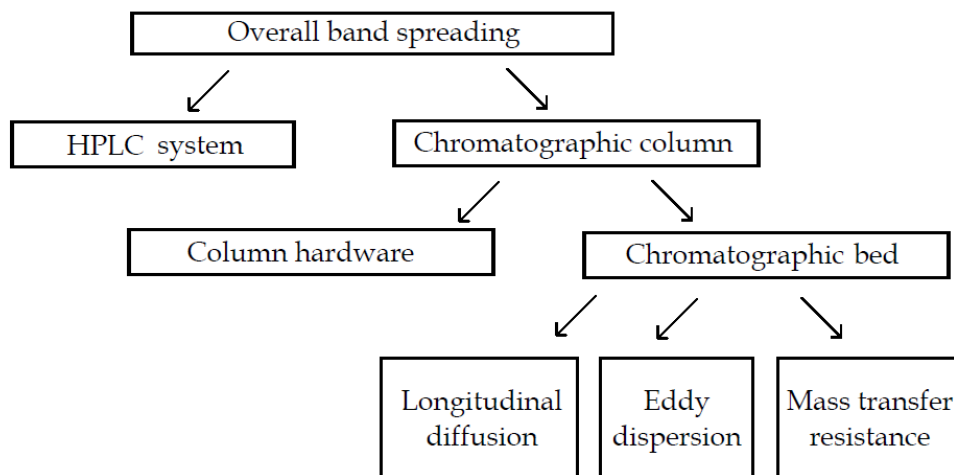 Overall band spreading
HPLC system
Chromatographic column
Column hardware
Chromatographic bed
Longitudinal
diffusion
Eddy
dispersion
Mass transfer
resistance